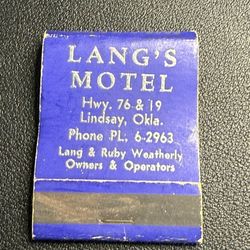 LANG'S
MOTEL
Hwy. 76 & 19
Lindsay, Okla.
Phone PL. 6-2963
Lang & Ruby Weatherly
Owners & Operators